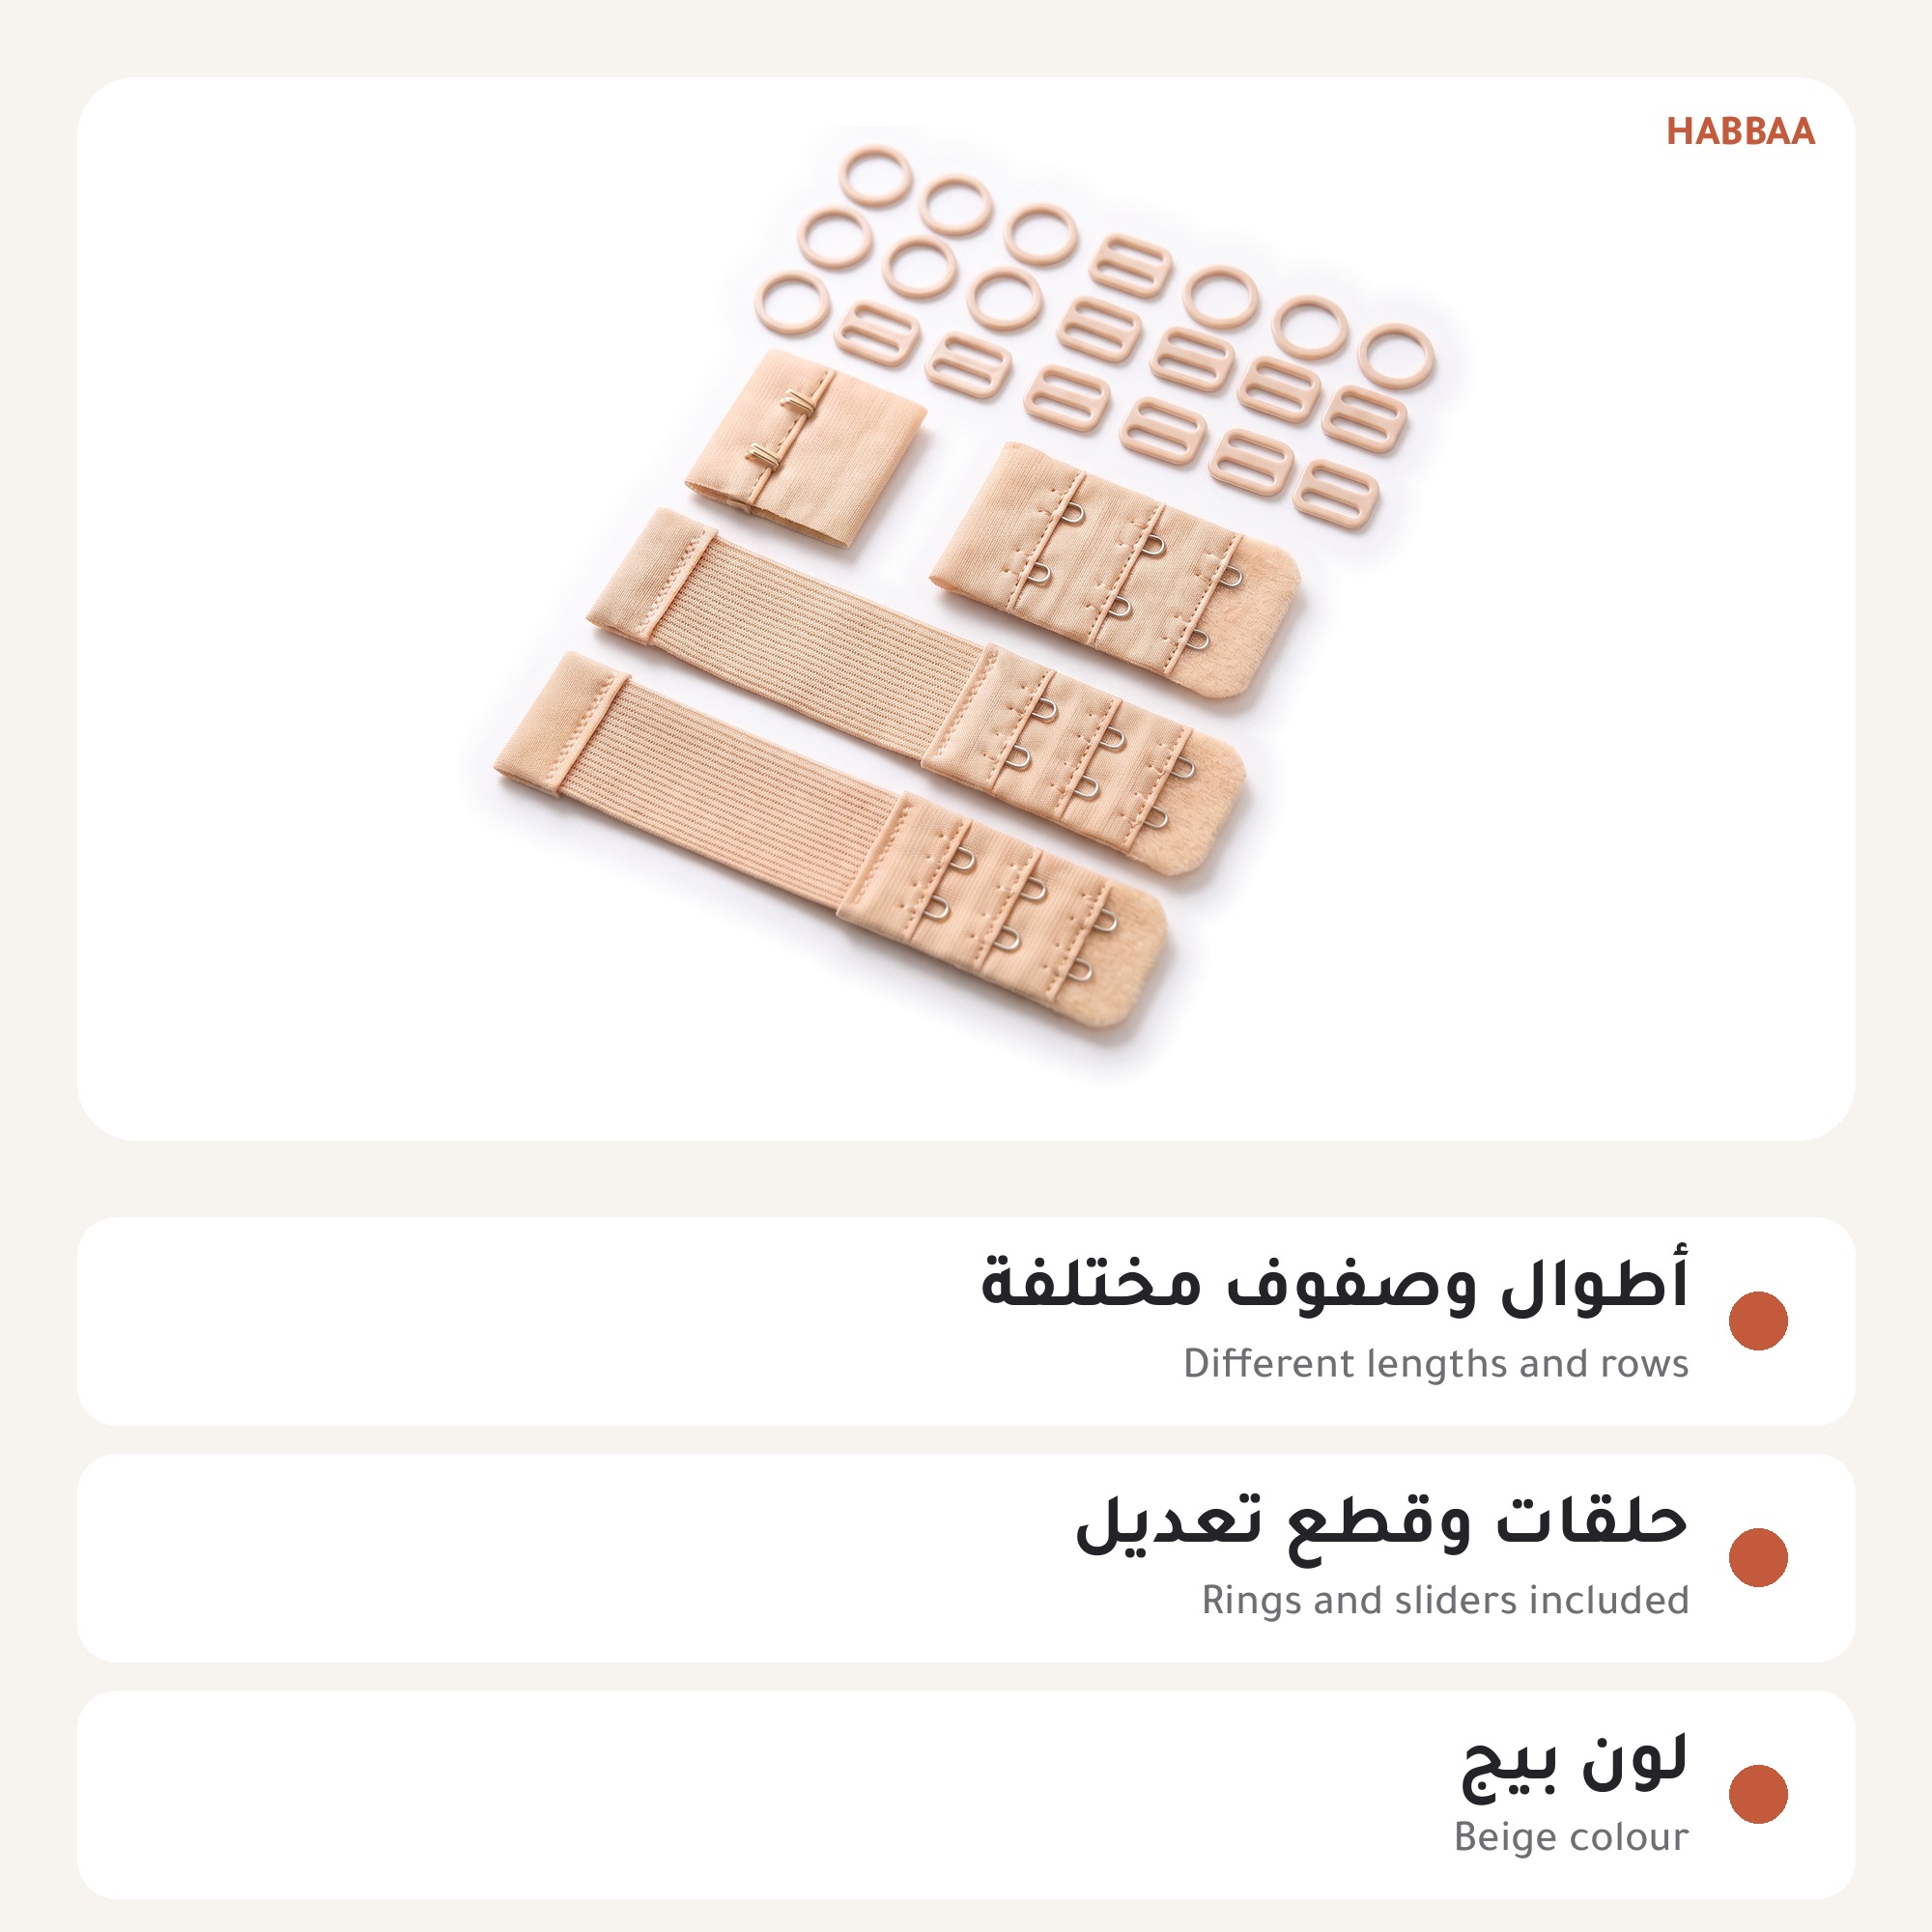 HABBAA
أطوال وصفوف مختلفة
Different lengths and rows
حلقات وقطع تعديل
Rings and sliders included
لون بيج
Beige colour